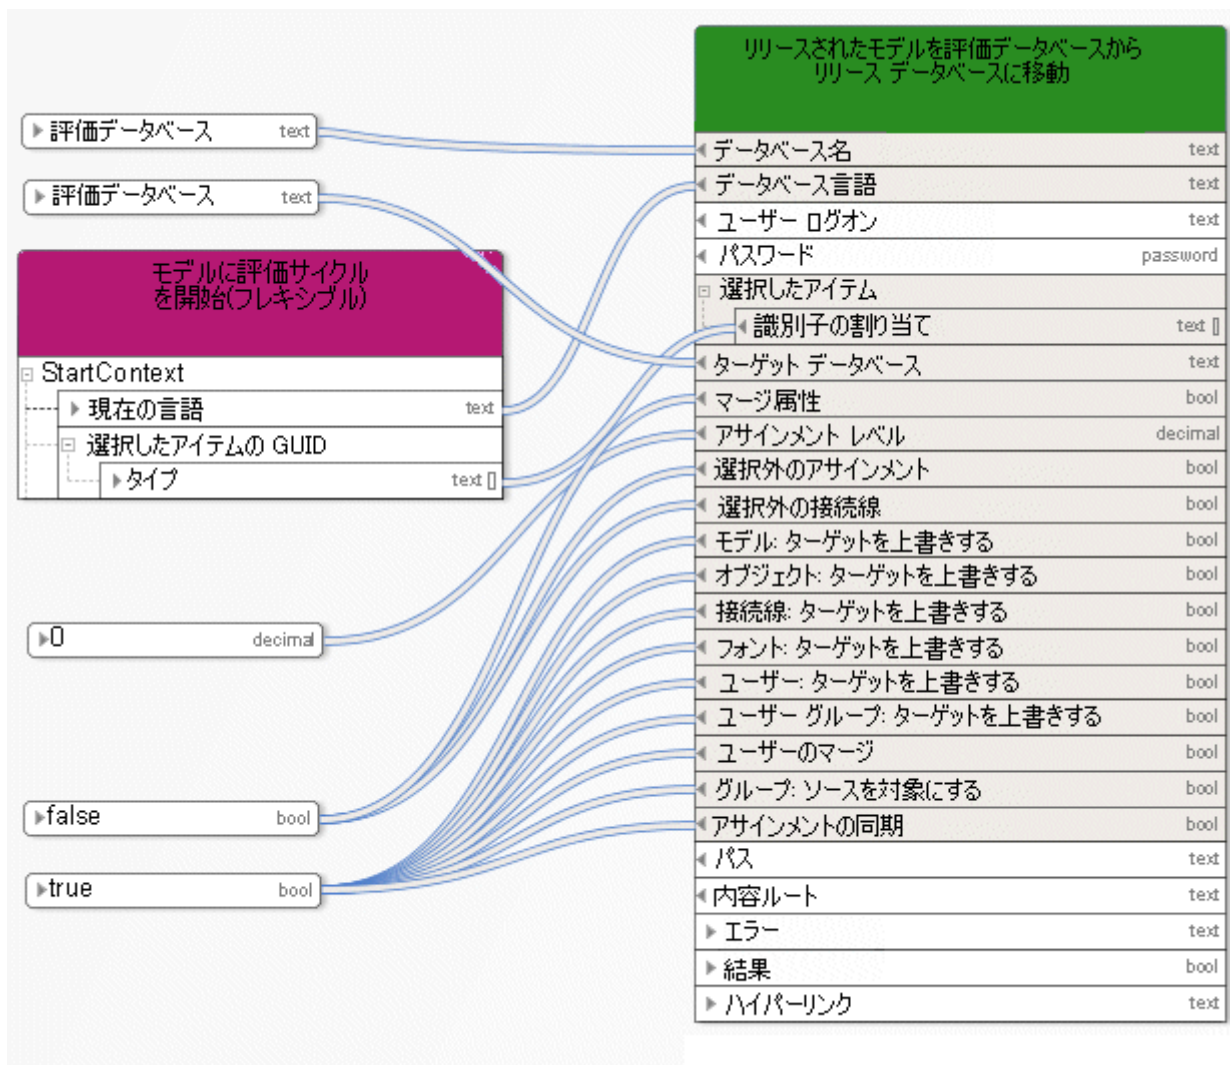 評価データベース text
評価データベース text
モデルに評価サイクル
を開始(フレキシブル)
StartContext
現在の言語 text
選択したアイテムの GUID
タイプ text []
0 decimal
false bool
true bool
リリースされたモデルを評価データベースから
リリース データベースに移動
データベース名 text
データベース言語 text
ユーザー ログオン text
パスワード password
選択したアイテム
識別子の割り当て text []
ターゲット データベース text
マージ属性 bool
アサインメント レベル decimal
選択外のアサインメント bool
選択外の接続線 bool
モデル: ターゲットを上書きする bool
オブジェクト: ターゲットを上書きする bool
接続線: ターゲットを上書きする bool
フォント: ターゲットを上書きする bool
ユーザー: ターゲットを上書きする bool
ユーザー グループ: ターゲットを上書きする bool
ユーザーのマージ bool
グループ: ソースを対象にする bool
アサインメントの同期 bool
パス text
内容ルート text
エラー text
結果 bool
ハイパーリンク text